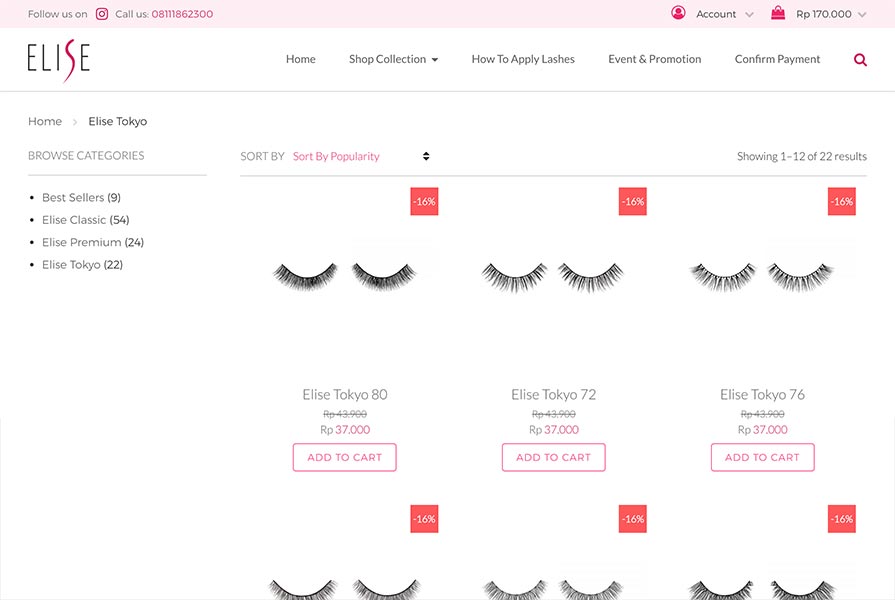 Follow us on Call us: 08111862300 Account Rp 170.000
ELISE Home Shop Collection How To Apply Lashes Event & Promotion Confirm Payment
Home > Elise Tokyo
BROWSE CATEGORIES
Best Sellers (9)
Elise Classic (54)
Elise Premium (24)
Elise Tokyo (22)
SORT BY Sort By Popularity Showing 1–12 of 22 results
-16% -16% -16%
Elise Tokyo 80 Elise Tokyo 72 Elise Tokyo 76
Rp 43.900 Rp 43.900 Rp 43.900
Rp 37.000 Rp 37.000 Rp 37.000
ADD TO CART ADD TO CART ADD TO CART
-16% -16% -16%